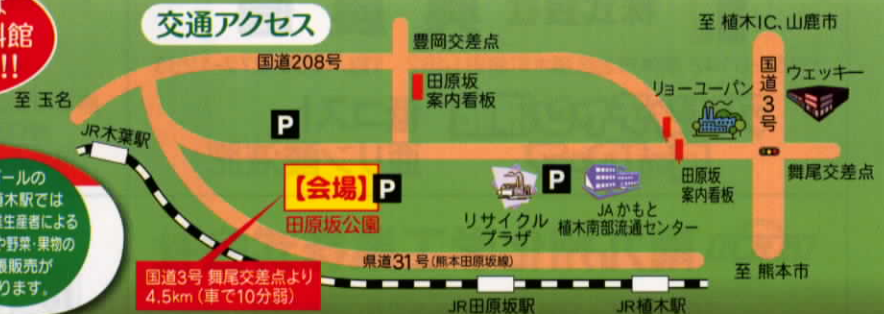 料館
!!
交通アクセス
豊岡交差点
至 植木IC、山鹿市
国道208号
田原坂
案内看板
リョーユーパン
国道3号
ウェッキー
至 玉名
P
JR木葉駅
舞尾交差点
田原坂
案内看板
【会場】
P
田原坂公園
P
リサイクル
プラザ
JAかもと
植木南部流通センター
ールの
植木駅では
生産者による
や野菜・果物の
張販売が
ります。
県道31号(熊本田原坂線)
至 熊本市
国道3号 舞尾交差点より
4.5km(車で10分弱)
JR田原坂駅
JR植木駅